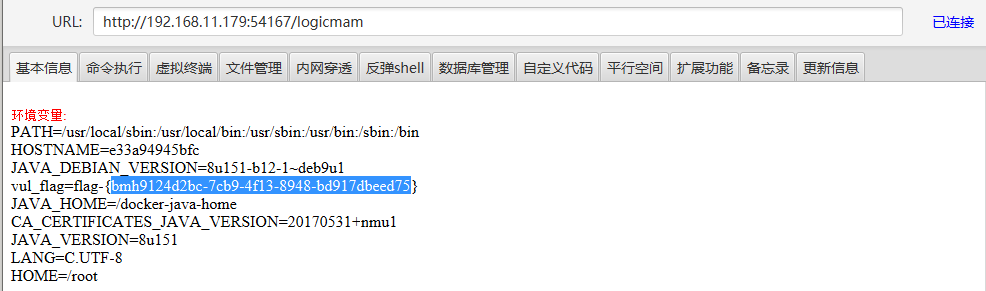 URL: http://192.168.11.179:54167/logicmam 已连接
基本信息 命令执行 虚拟终端 文件管理 内网穿透 反弹shell 数据库管理 自定义代码 平行空间 扩展功能 备忘录 更新信息
环境变量:
PATH=/usr/local/sbin:/usr/local/bin:/usr/sbin:/usr/bin:/sbin:/bin
HOSTNAME=e33a94945bfc
JAVA_DEBIAN_VERSION=8u151-b12-1~deb9u1
vul_flag=flag-{bmh9124d2bc-7cb9-4f13-8948-bd917dbeed75}
JAVA_HOME=/docker-java-home
CA_CERTIFICATES_JAVA_VERSION=20170531+nmu1
JAVA_VERSION=8u151
LANG=C.UTF-8
HOME=/root